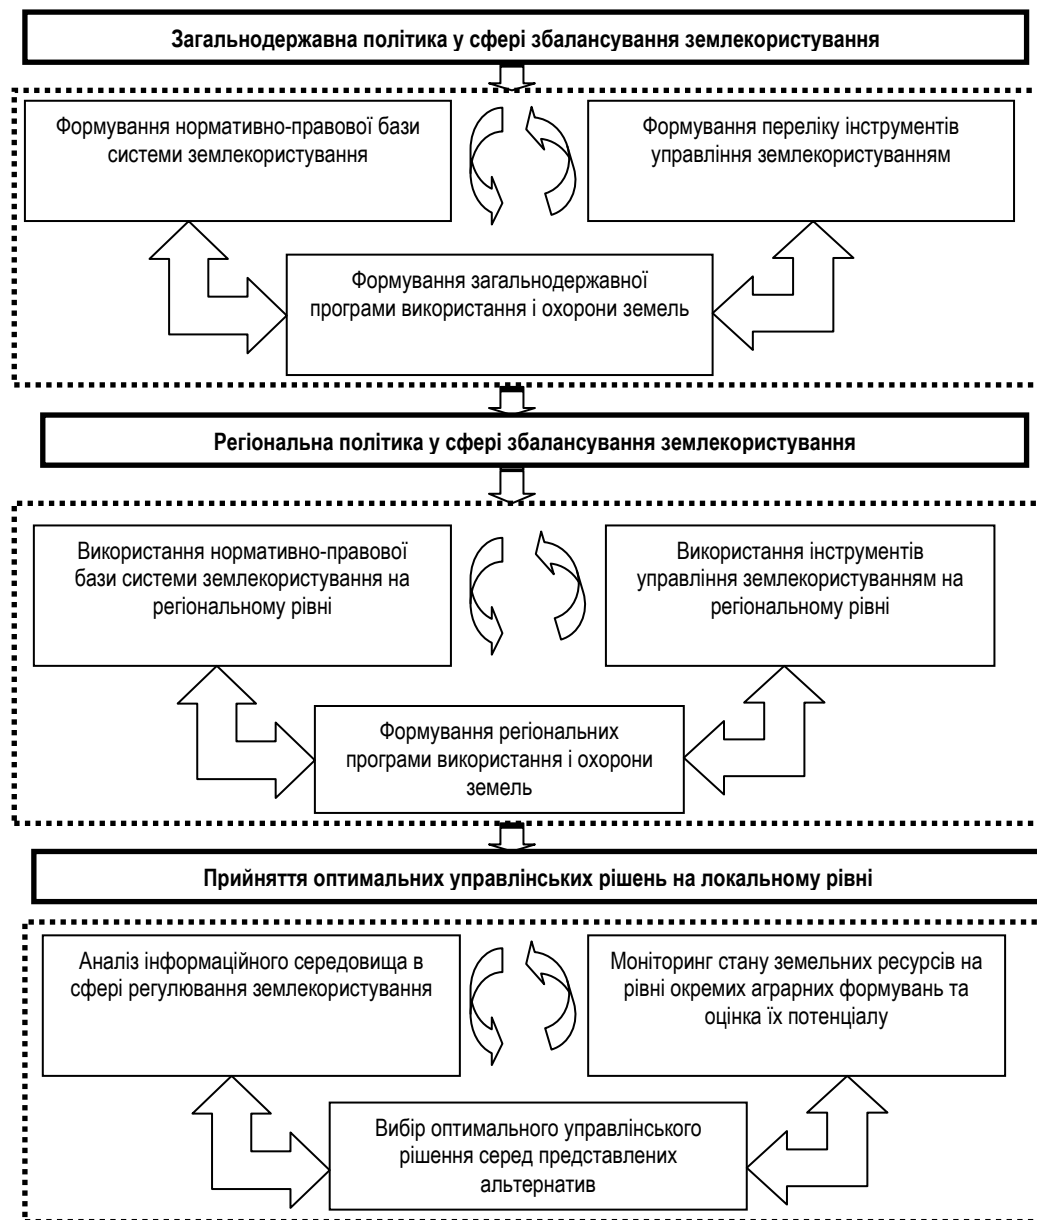 Загальнодержавна політика у сфері збалансування землекористування
Формування нормативно-правової бази
системи землекористування
Формування переліку інструментів
управління землекористуванням
Формування загальнодержавної
програми використання і охорони земель
Регіональна політика у сфері збалансування землекористування
Використання нормативно-правової
бази системи землекористування на
регіональному рівні
Використання інструментів
управління землекористуванням на
регіональному рівні
Формування регіональних
програми використання і охорони
земель
Прийняття оптимальних управлінських рішень на локальному рівні
Аналіз інформаційного середовища в
сфері регулювання землекористування
Моніторинг стану земельних ресурсів на
рівні окремих аграрних формувань та
оцінка їх потенціалу
Вибір оптимального управлінського
рішення серед представлених
альтернатив